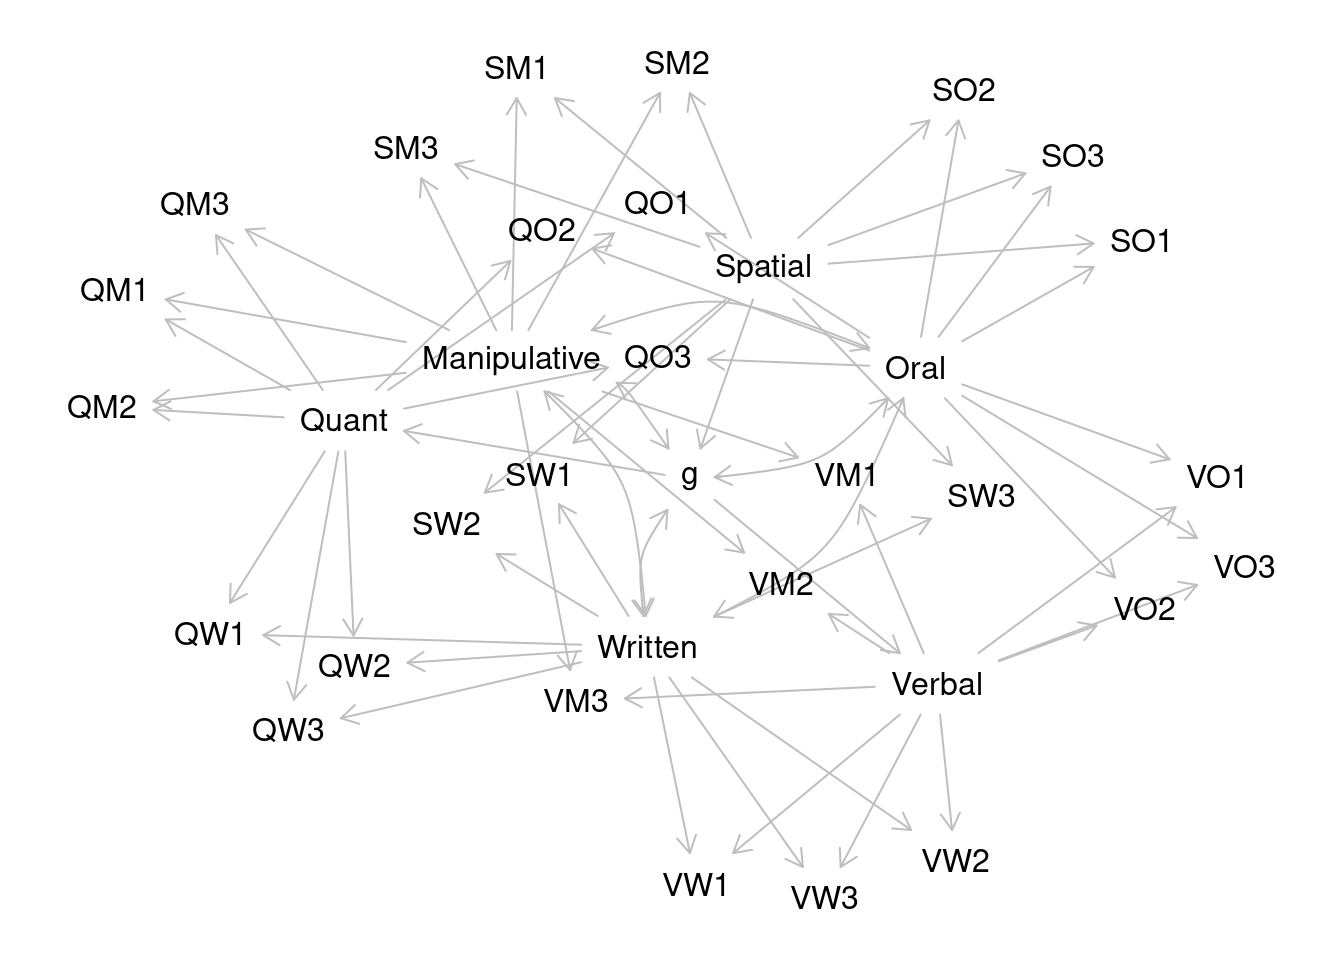 SM2
SM1
SO2
SM3
SO3
QM3
QO1
QO2
SO1
Spatial
QM1
Manipulative
QO3
Oral
QM2
Quant
SW1
g
VM1
VO1
SW3
SW2
VO3
VM2
VO2
QW1
Written
QW2
Verbal
VM3
QW3
VW2
VW1
VW3